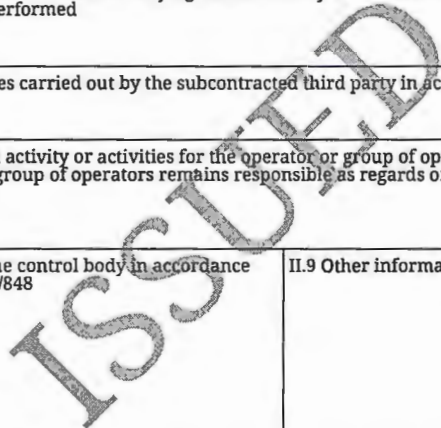 erformed
es carried out by the subcontracted third party in ac
activity or activities for the operator or group of op
group of operators remains responsible as regards o
ne control body in accordance
/848
II.9 Other informa
ISSUED